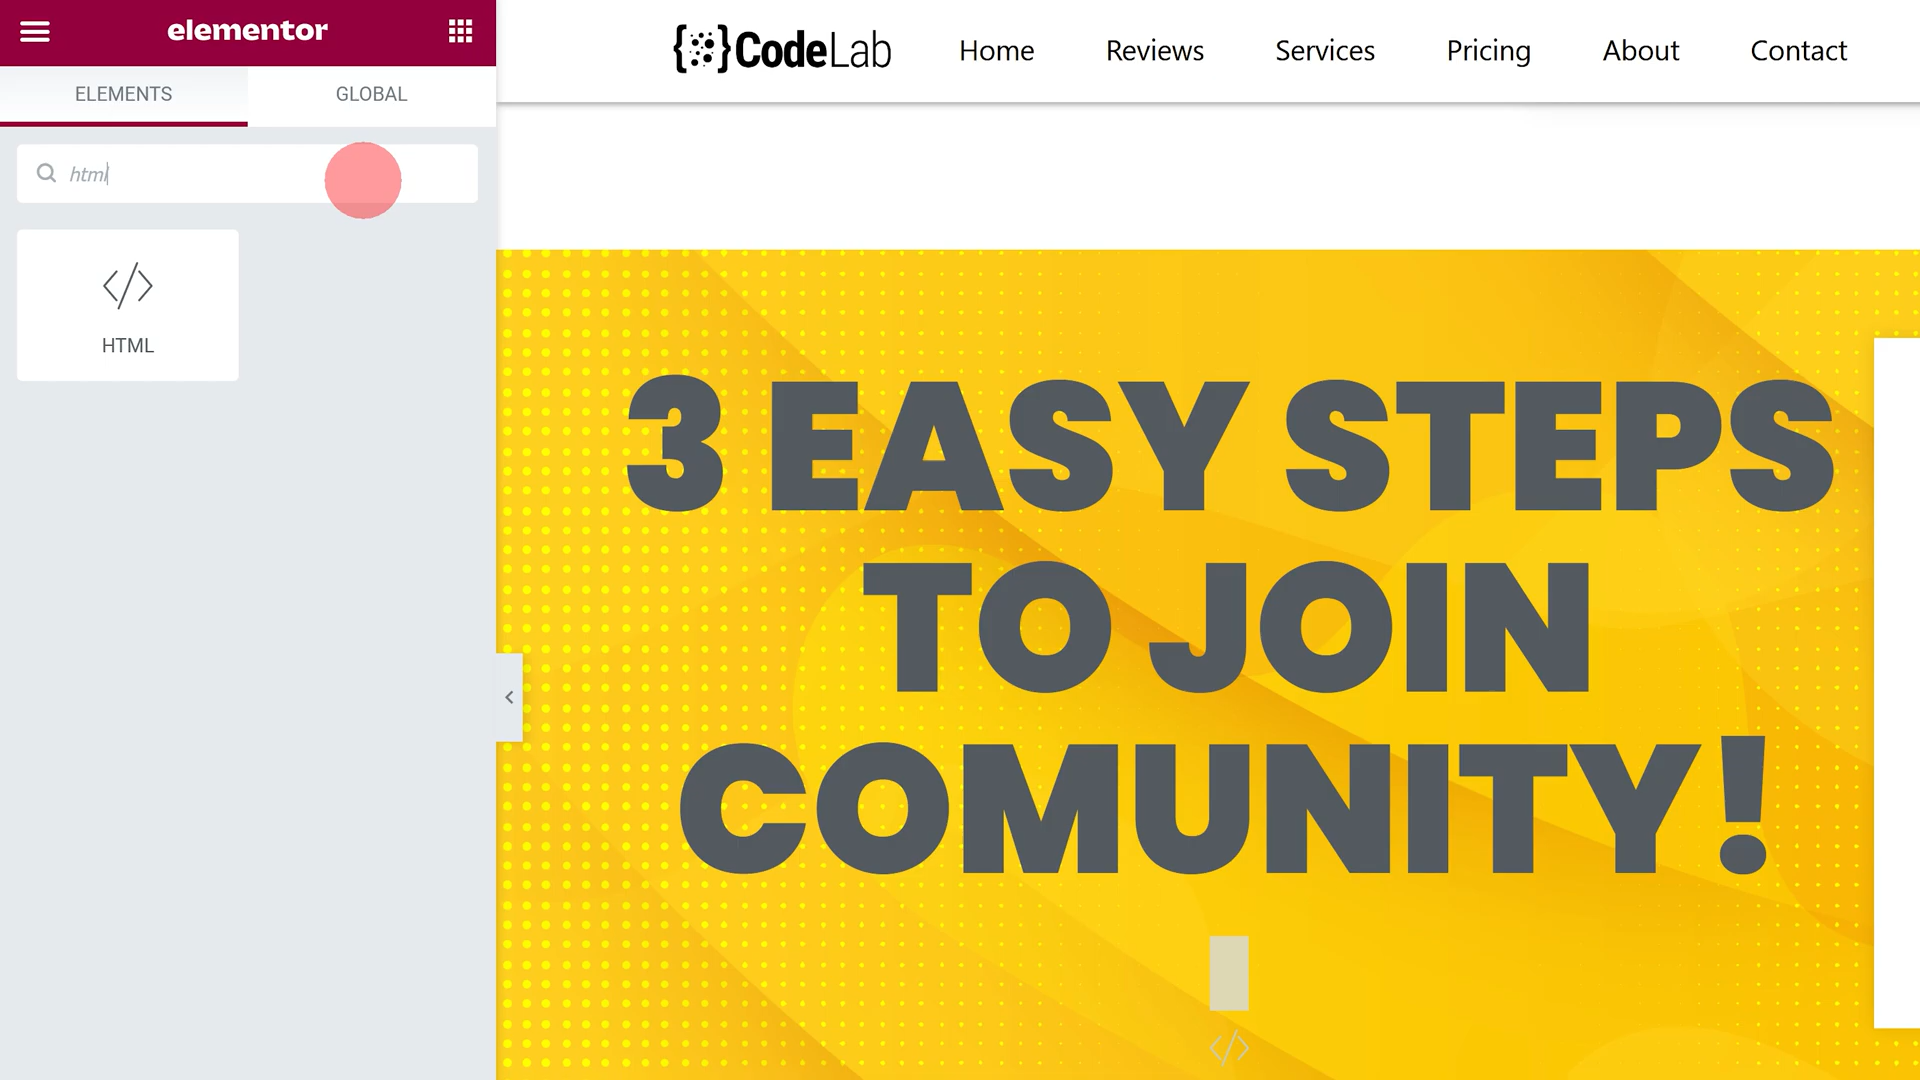 elementor
ELEMENTS GLOBAL
html
HTML
{ }CodeLab Home Reviews Services Pricing About Contact
3 EASY STEPS
TO JOIN
COMUNITY!